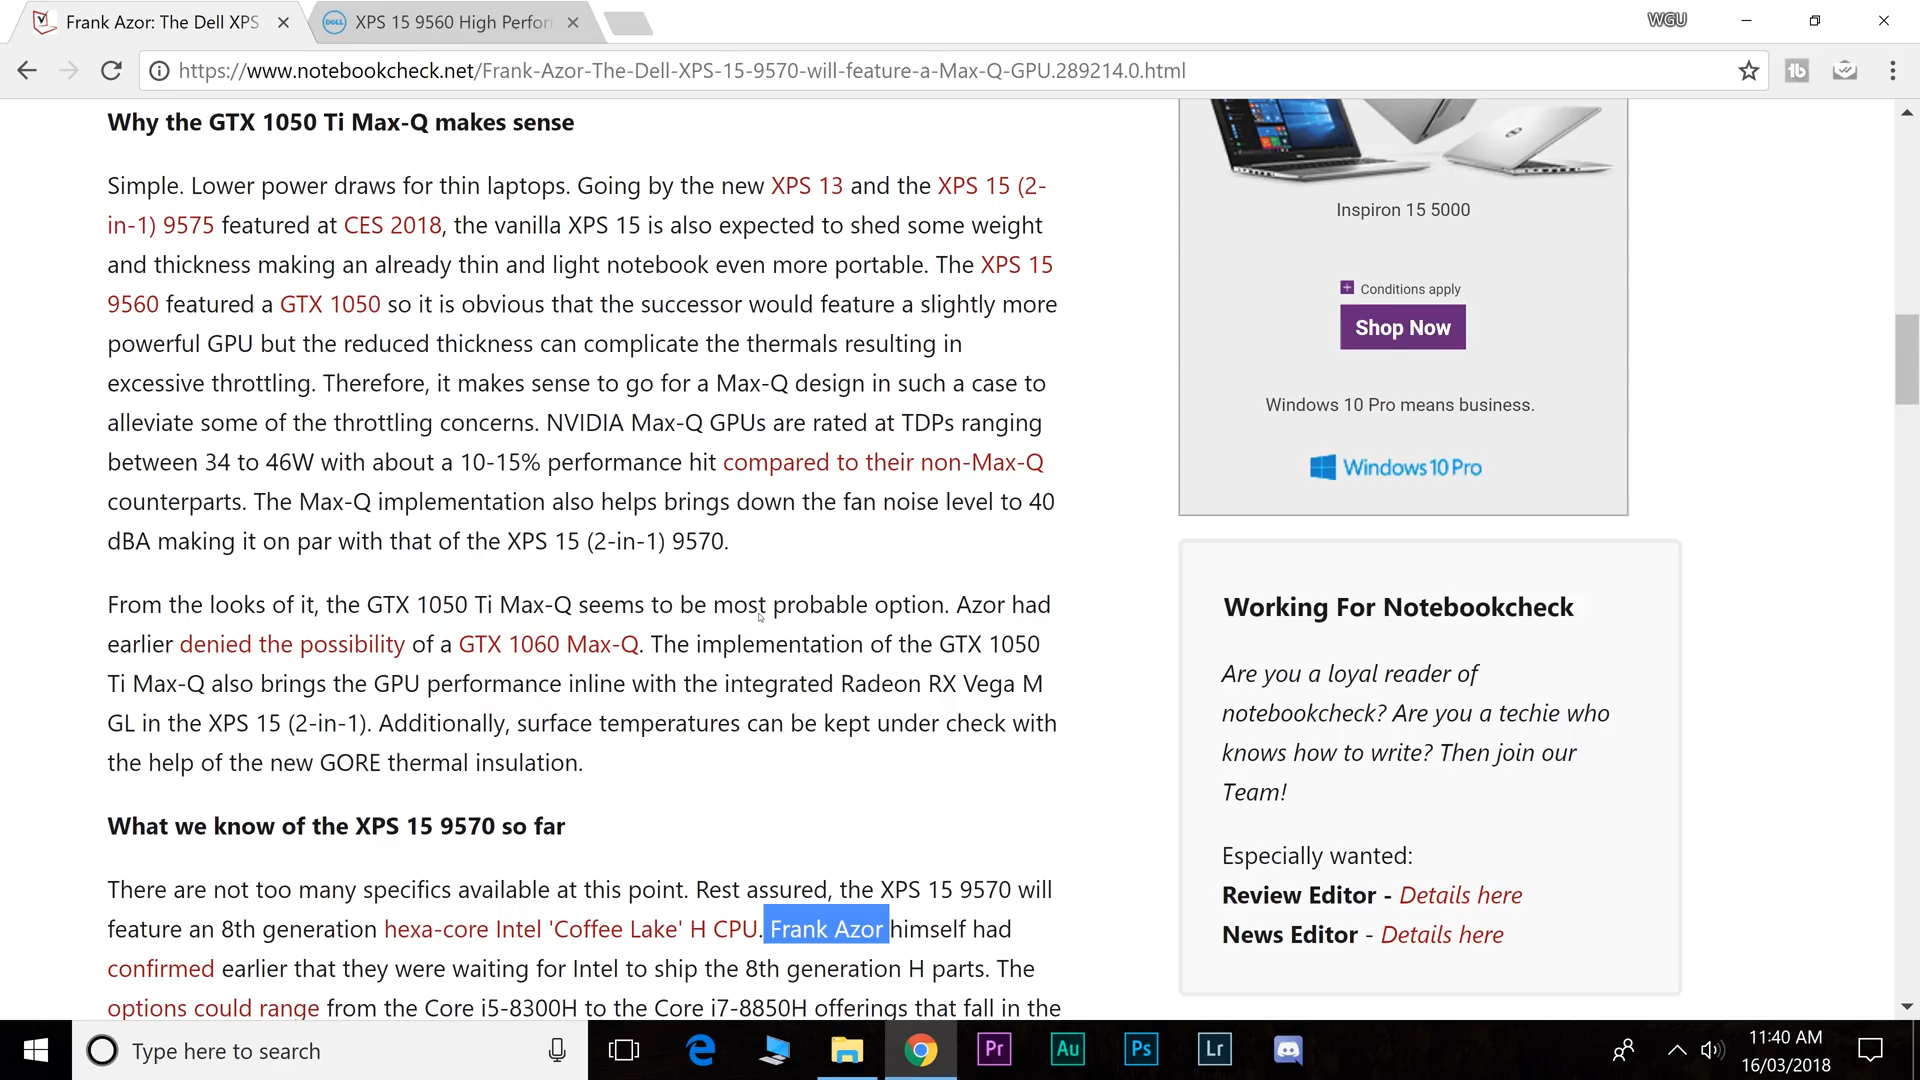 Frank Azor: The Dell XPS
XPS 15 9560 High Perfor
WGU
https://www.notebookcheck.net/Frank-Azor-The-Dell-XPS-15-9570-will-feature-a-Max-Q-GPU.289214.0.html
Why the GTX 1050 Ti Max-Q makes sense
Simple. Lower power draws for thin laptops. Going by the new XPS 13 and the XPS 15 (2-
in-1) 9575 featured at CES 2018, the vanilla XPS 15 is also expected to shed some weight
and thickness making an already thin and light notebook even more portable. The XPS 15
9560 featured a GTX 1050 so it is obvious that the successor would feature a slightly more
powerful GPU but the reduced thickness can complicate the thermals resulting in
excessive throttling. Therefore, it makes sense to go for a Max-Q design in such a case to
alleviate some of the throttling concerns. NVIDIA Max-Q GPUs are rated at TDPs ranging
between 34 to 46W with about a 10-15% performance hit compared to their non-Max-Q
counterparts. The Max-Q implementation also helps brings down the fan noise level to 40
dBA making it on par with that of the XPS 15 (2-in-1) 9570.
From the looks of it, the GTX 1050 Ti Max-Q seems to be most probable option. Azor had
earlier denied the possibility of a GTX 1060 Max-Q. The implementation of the GTX 1050
Ti Max-Q also brings the GPU performance inline with the integrated Radeon RX Vega M
GL in the XPS 15 (2-in-1). Additionally, surface temperatures can be kept under check with
the help of the new GORE thermal insulation.
What we know of the XPS 15 9570 so far
There are not too many specifics available at this point. Rest assured, the XPS 15 9570 will
feature an 8th generation hexa-core Intel 'Coffee Lake' H CPU. Frank Azor himself had
confirmed earlier that they were waiting for Intel to ship the 8th generation H parts. The
options could range from the Core i5-8300H to the Core i7-8850H offerings that fall in the
Inspiron 15 5000
+ Conditions apply
Shop Now
Windows 10 Pro means business.
Windows 10 Pro
Working For Notebookcheck
Are you a loyal reader of
notebookcheck? Are you a techie who
knows how to write? Then join our
Team!
Especially wanted:
Review Editor - Details here
News Editor - Details here
Type here to search
Pr
Au
Ps
Lr
11:40 AM
16/03/2018